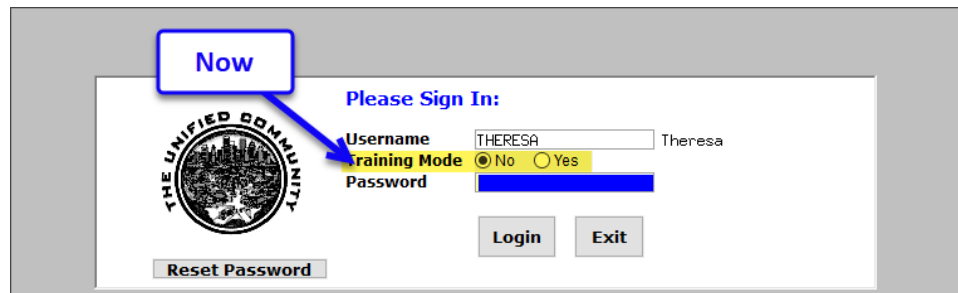 Now
Please Sign In:
Username THERESA Theresa
Training Mode No Yes
Password
Login Exit
THE UNIFIED COMMUNITY
Reset Password